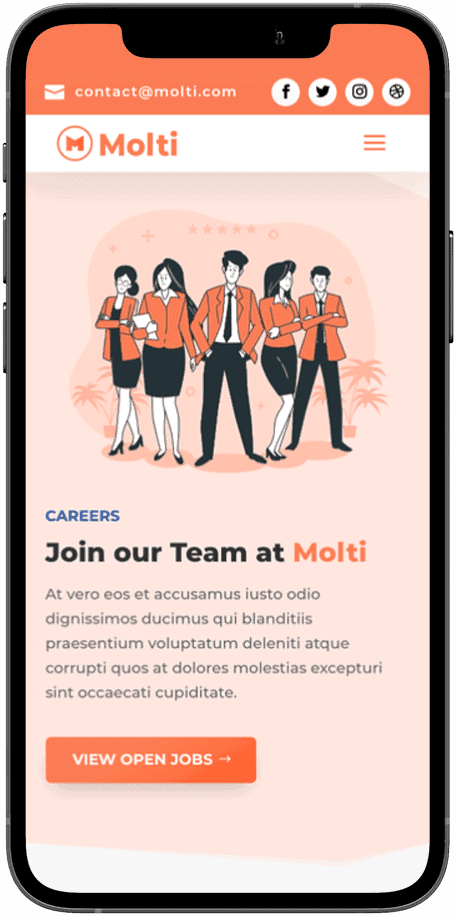 contact@molti.com
Molti
CAREERS
Join our Team at Molti
At vero eos et accusamus iusto odio
dignissimos ducimus qui blanditiis
praesentium voluptatum deleniti atque
corrupti quos at dolores molestias excepturi
sint occaecati cupiditate.
VIEW OPEN JOBS →